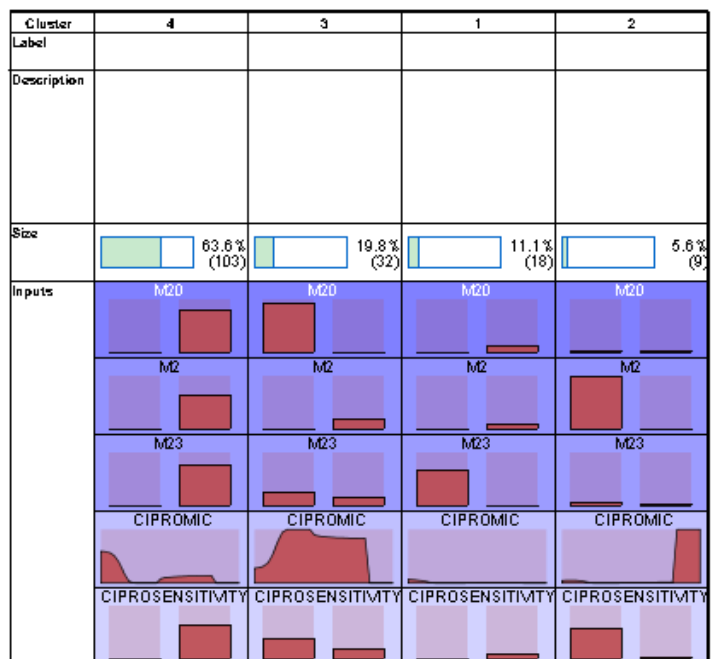 Cluster 4 3 1 2
Label
Description
Size 63.6% 19.8% 11.1% 5.6%
(103) (32) (18) (9)
Inputs M20 M20 M20 M20
M2 M2 M2 M2
M23 M23 M23 M23
CIPROMIC CIPROMIC CIPROMIC CIPROMIC
CIPROSENSITIVITY CIPROSENSITIVITY CIPROSENSITIVITY CIPROSENSITIVITY